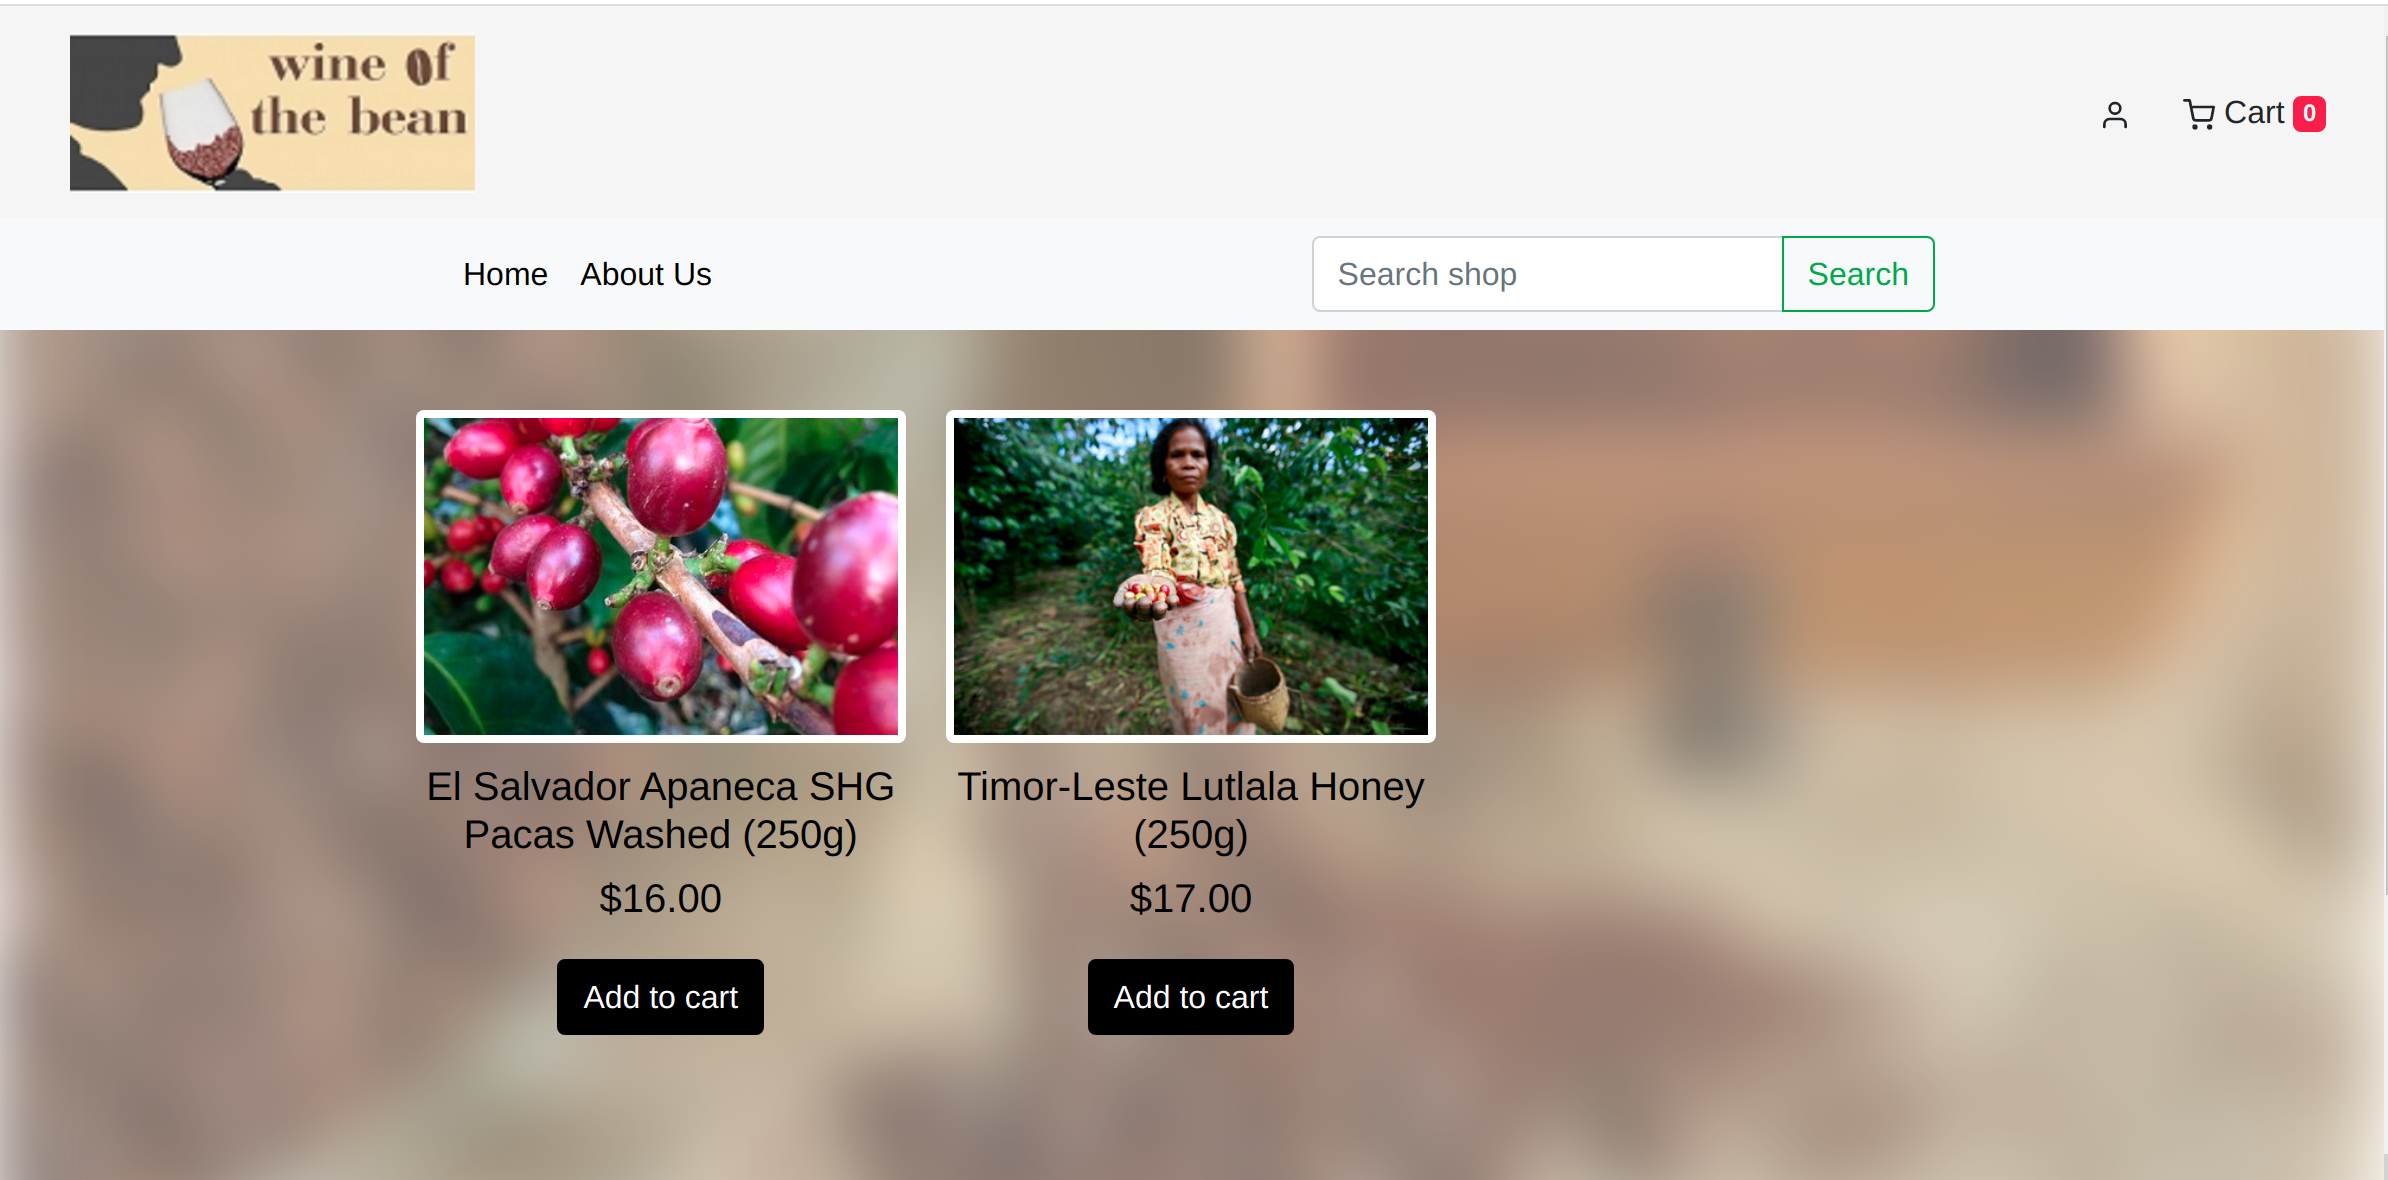 wine of
the bean
Cart 0
Home About Us
Search shop Search
El Salvador Apaneca SHG
Pacas Washed (250g)
$16.00
Add to cart
Timor-Leste Lutlala Honey
(250g)
$17.00
Add to cart